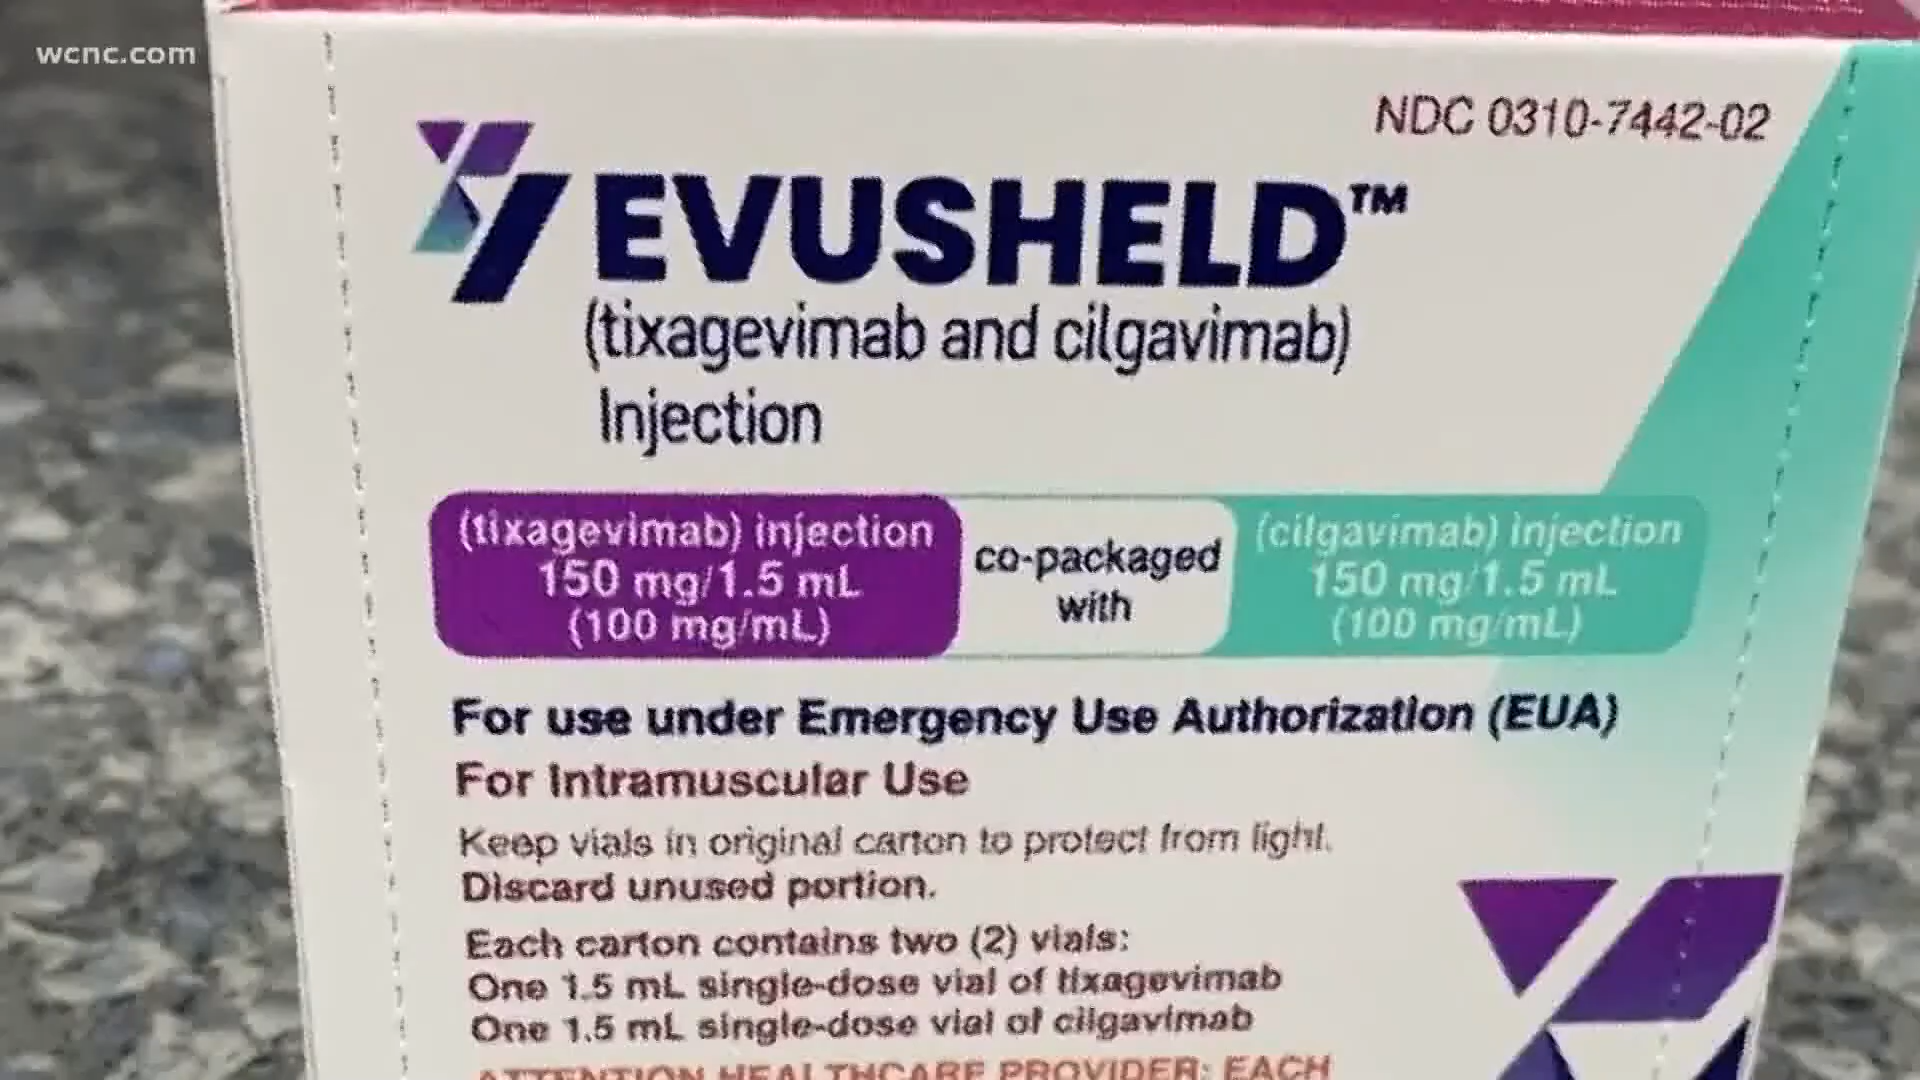 wcnc.com
NDC 0310-7442-02
EVUSHELD™
(tixagevimab and cilgavimab)
Injection
(tixagevimab) injection
150 mg/1.5 mL
(100 mg/mL)
co-packaged
with
(cilgavimab) injection
150 mg/1.5 mL
(100 mg/mL)
For use under Emergency Use Authorization (EUA)
For Intramuscular Use
Keep vials in original carton to protect from light.
Discard unused portion.
Each carton contains two (2) vials:
One 1.5 mL single-dose vial of tixagevimab
One 1.5 mL single-dose vial of cilgavimab
ATTENTION HEALTHCARE PROVIDER: EACH